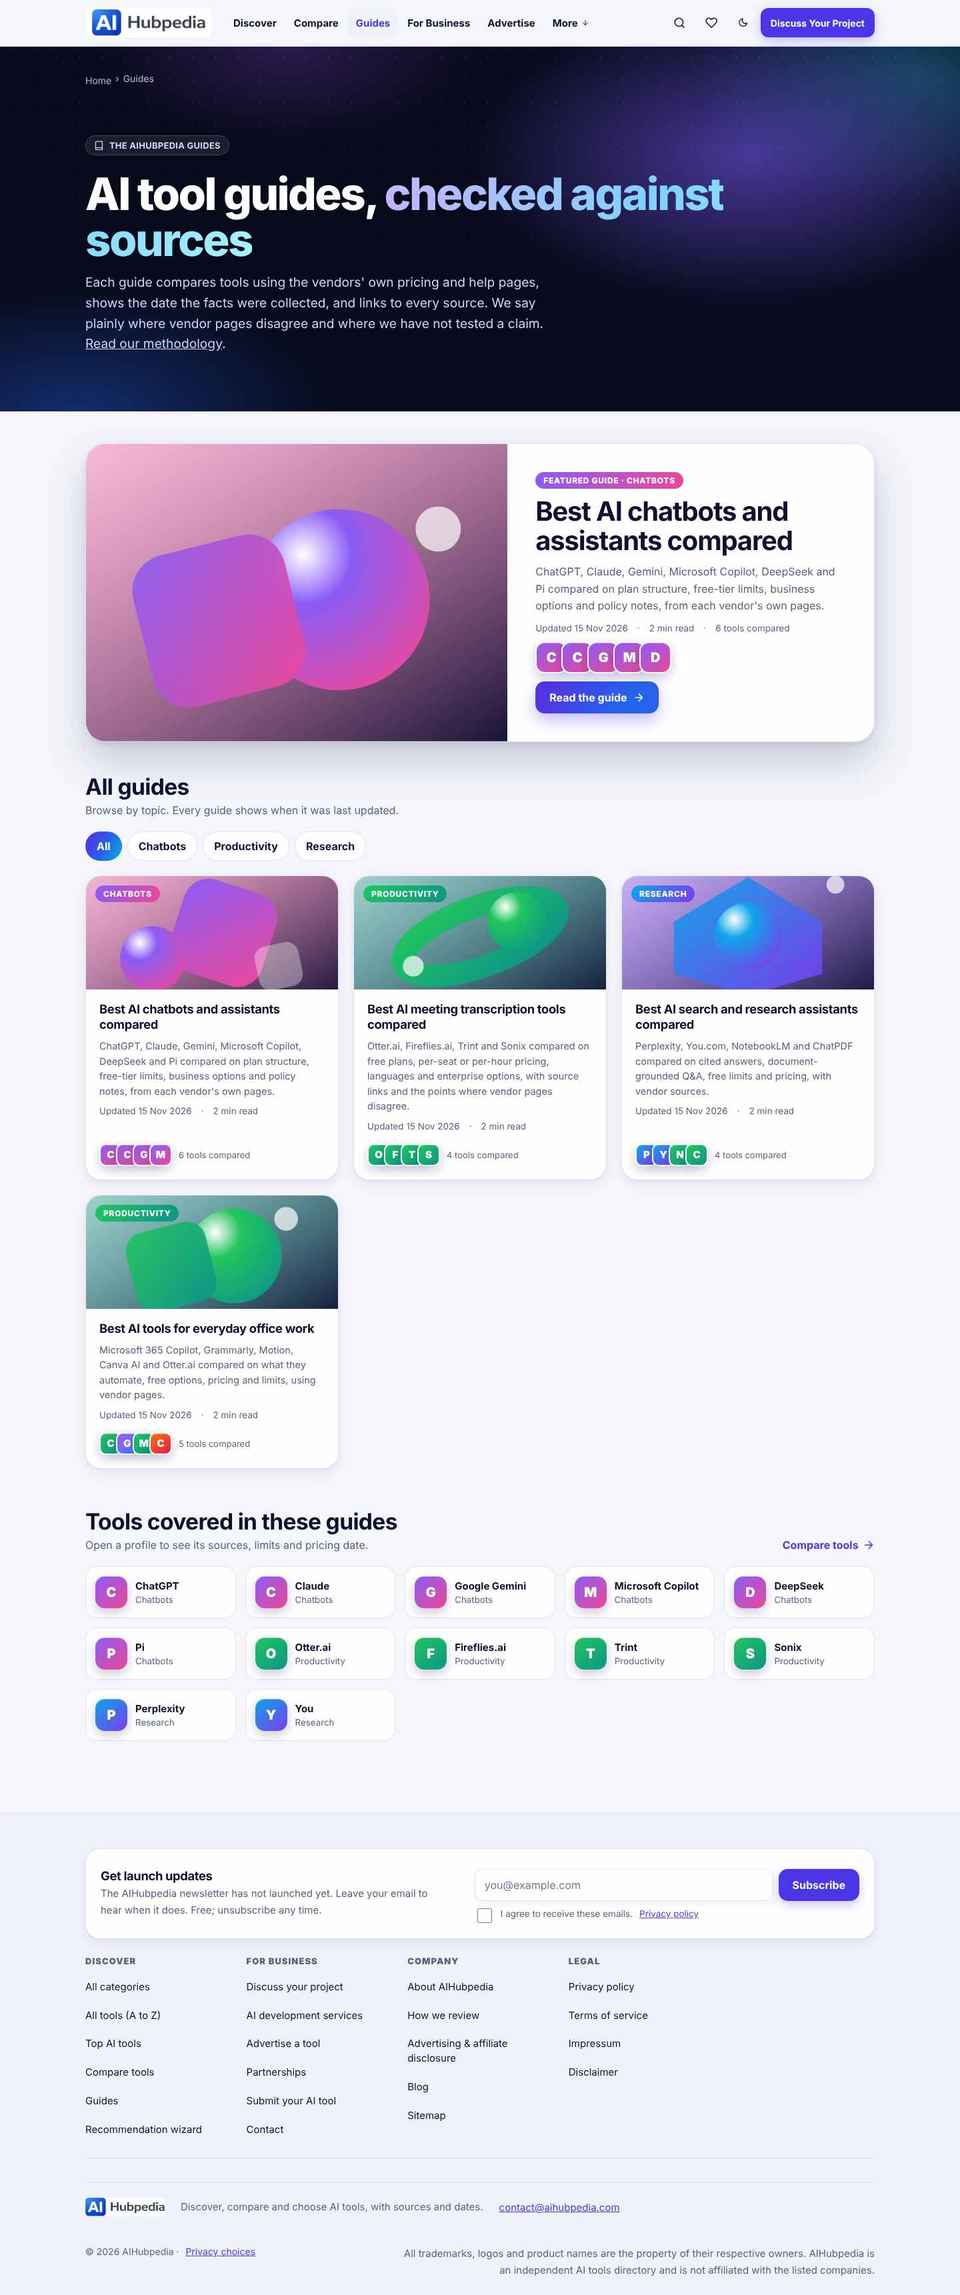 AI Hubpedia
Discover Compare Guides For Business Advertise More
Discuss Your Project
Home › Guides
THE AIHUBPEDIA GUIDES
AI tool guides, checked against
sources
Each guide compares tools using the vendors' own pricing and help pages,
shows the date the facts were collected, and links to every source. We say
plainly where vendor pages disagree and where we have not tested a claim.
Read our methodology.
FEATURED GUIDE · CHATBOTS
Best AI chatbots and
assistants compared
ChatGPT, Claude, Gemini, Microsoft Copilot, DeepSeek and
Pi compared on plan structure, free-tier limits, business
options and policy notes, from each vendor's own pages.
Updated 15 Nov 2026 · 2 min read · 6 tools compared
C C G M D
Read the guide →
All guides
Browse by topic. Every guide shows when it was last updated.
All Chatbots Productivity Research
CHATBOTS
Best AI chatbots and assistants
compared
ChatGPT, Claude, Gemini, Microsoft Copilot,
DeepSeek and Pi compared on plan structure,
free-tier limits, business options and policy
notes, from each vendor's own pages.
Updated 15 Nov 2026 · 2 min read
C C G M 6 tools compared
PRODUCTIVITY
Best AI meeting transcription tools
compared
Otter.ai, Fireflies.ai, Trint and Sonix compared on
free plans, per-seat or per-hour pricing,
languages and enterprise options, with source
links and the points where vendor pages
disagree.
Updated 15 Nov 2026 · 2 min read
O F T S 4 tools compared
RESEARCH
Best AI search and research assistants
compared
Perplexity, You.com, NotebookLM and ChatPDF
compared on cited answers, document-
grounded Q&A, free limits and pricing, with
vendor sources.
Updated 15 Nov 2026 · 2 min read
P Y N C 4 tools compared
PRODUCTIVITY
Best AI tools for everyday office work
Microsoft 365 Copilot, Grammarly, Motion,
Canva AI and Otter.ai compared on what they
automate, free options, pricing and limits, using
vendor pages.
Updated 15 Nov 2026 · 2 min read
C G M C 5 tools compared
Tools covered in these guides
Open a profile to see its sources, limits and pricing date.
Compare tools →
C ChatGPT
Chatbots
C Claude
Chatbots
G Google Gemini
Chatbots
M Microsoft Copilot
Chatbots
D DeepSeek
Chatbots
P Pi
Chatbots
O Otter.ai
Productivity
F Fireflies.ai
Productivity
T Trint
Productivity
S Sonix
Productivity
P Perplexity
Research
Y You
Research
Get launch updates
The AIHubpedia newsletter has not launched yet. Leave your email to
hear when it does. Free; unsubscribe any time.
you@example.com
Subscribe
I agree to receive these emails. Privacy policy
DISCOVER
All categories
All tools (A to Z)
Top AI tools
Compare tools
Guides
Recommendation wizard
FOR BUSINESS
Discuss your project
AI development services
Advertise a tool
Partnerships
Submit your AI tool
Contact
COMPANY
About AIHubpedia
How we review
Advertising & affiliate
disclosure
Blog
Sitemap
LEGAL
Privacy policy
Terms of service
Impressum
Disclaimer
AI Hubpedia
Discover, compare and choose AI tools, with sources and dates.
contact@aihubpedia.com
© 2026 AIHubpedia · Privacy choices
All trademarks, logos and product names are the property of their respective owners. AIHubpedia is
an independent AI tools directory and is not affiliated with the listed companies.